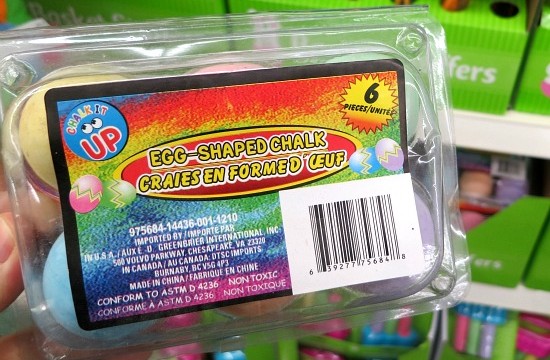 CHALK IT
UP
6
PIECES/UNITÉS
EGG-SHAPED CHALK
CRAIES EN FORME D'ŒUF
975684-14436-001-1210
IMPORTED BY / IMPORTE PAR
IN U.S.A. / AUX E.-D. GREENBRIER INTERNATIONAL, INC.
500 VOLVO PARKWAY, CHESAPEAKE, VA 23320
IN CANADA / AU CANADA: DTSC IMPORTS
BURNABY, BC V5G 4P3
MADE IN CHINA / FABRIQUÉ EN CHINE
CONFORM TO ASTM D 4236 NON TOXIC
CONFORME À ASTM D 4236 NON TOXIQUE
6 39277 75684 8